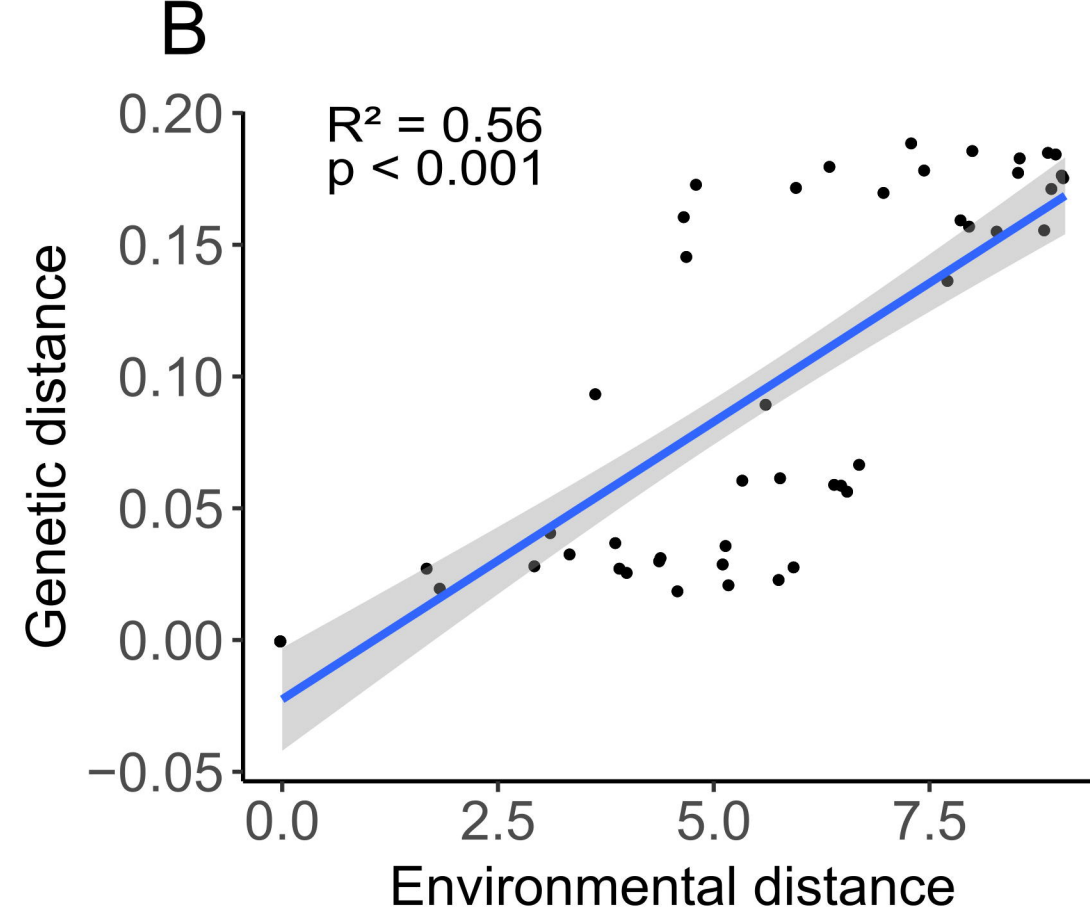 B
R² = 0.56
p < 0.001
0.20
0.15
0.10
0.05
0.00
−0.05
Genetic distance
0.0 2.5 5.0 7.5
Environmental distance